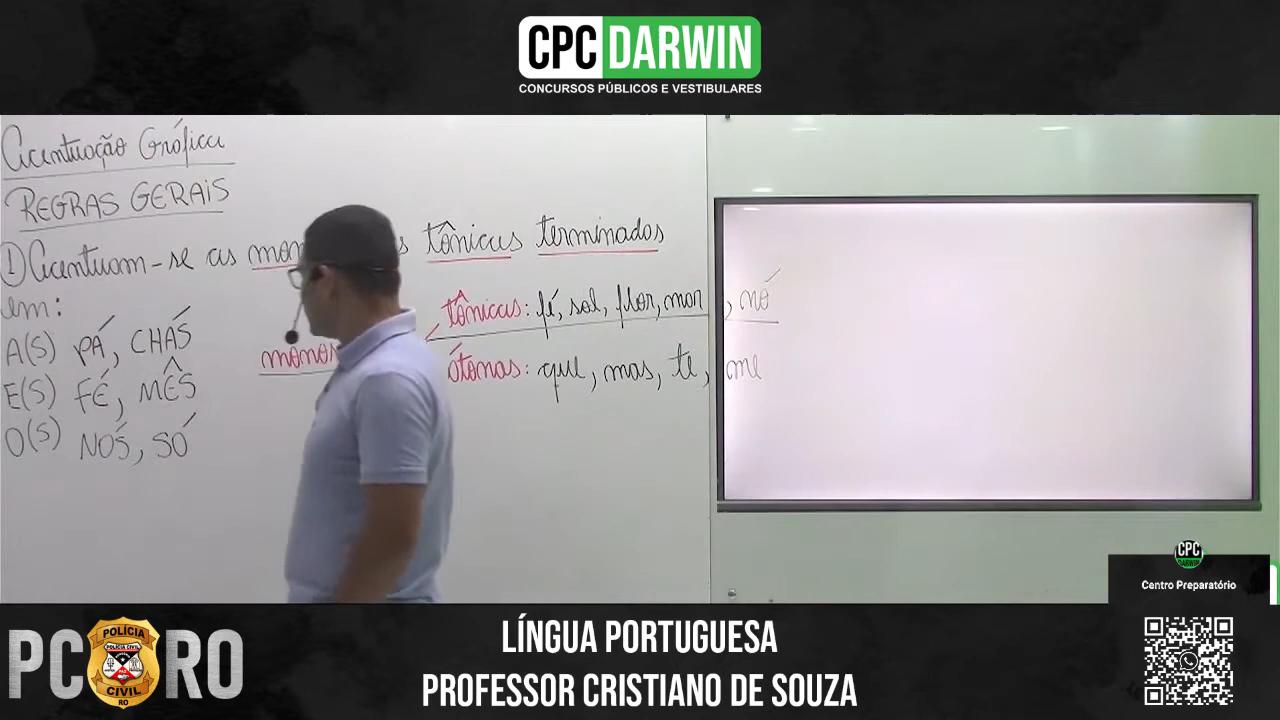 CPC DARWIN
CONCURSOS PÚBLICOS E VESTIBULARES
Acentuação Gráfica
REGRAS GERAIS
1) Acentuam-se as tônicas terminadas
em:
A(S) PÁ, CHÁS
E(S) FÉ, MÊS
O(S) NÓS, SÓ
tônicas: fé, sol, flor, mar, nó
átonas: que, mas, te, me
CPC
DARWIN
Centro Preparatório
PC RO
POLÍCIA
POLÍCIA CIVIL
CIVIL
RO
LÍNGUA PORTUGUESA
PROFESSOR CRISTIANO DE SOUZA